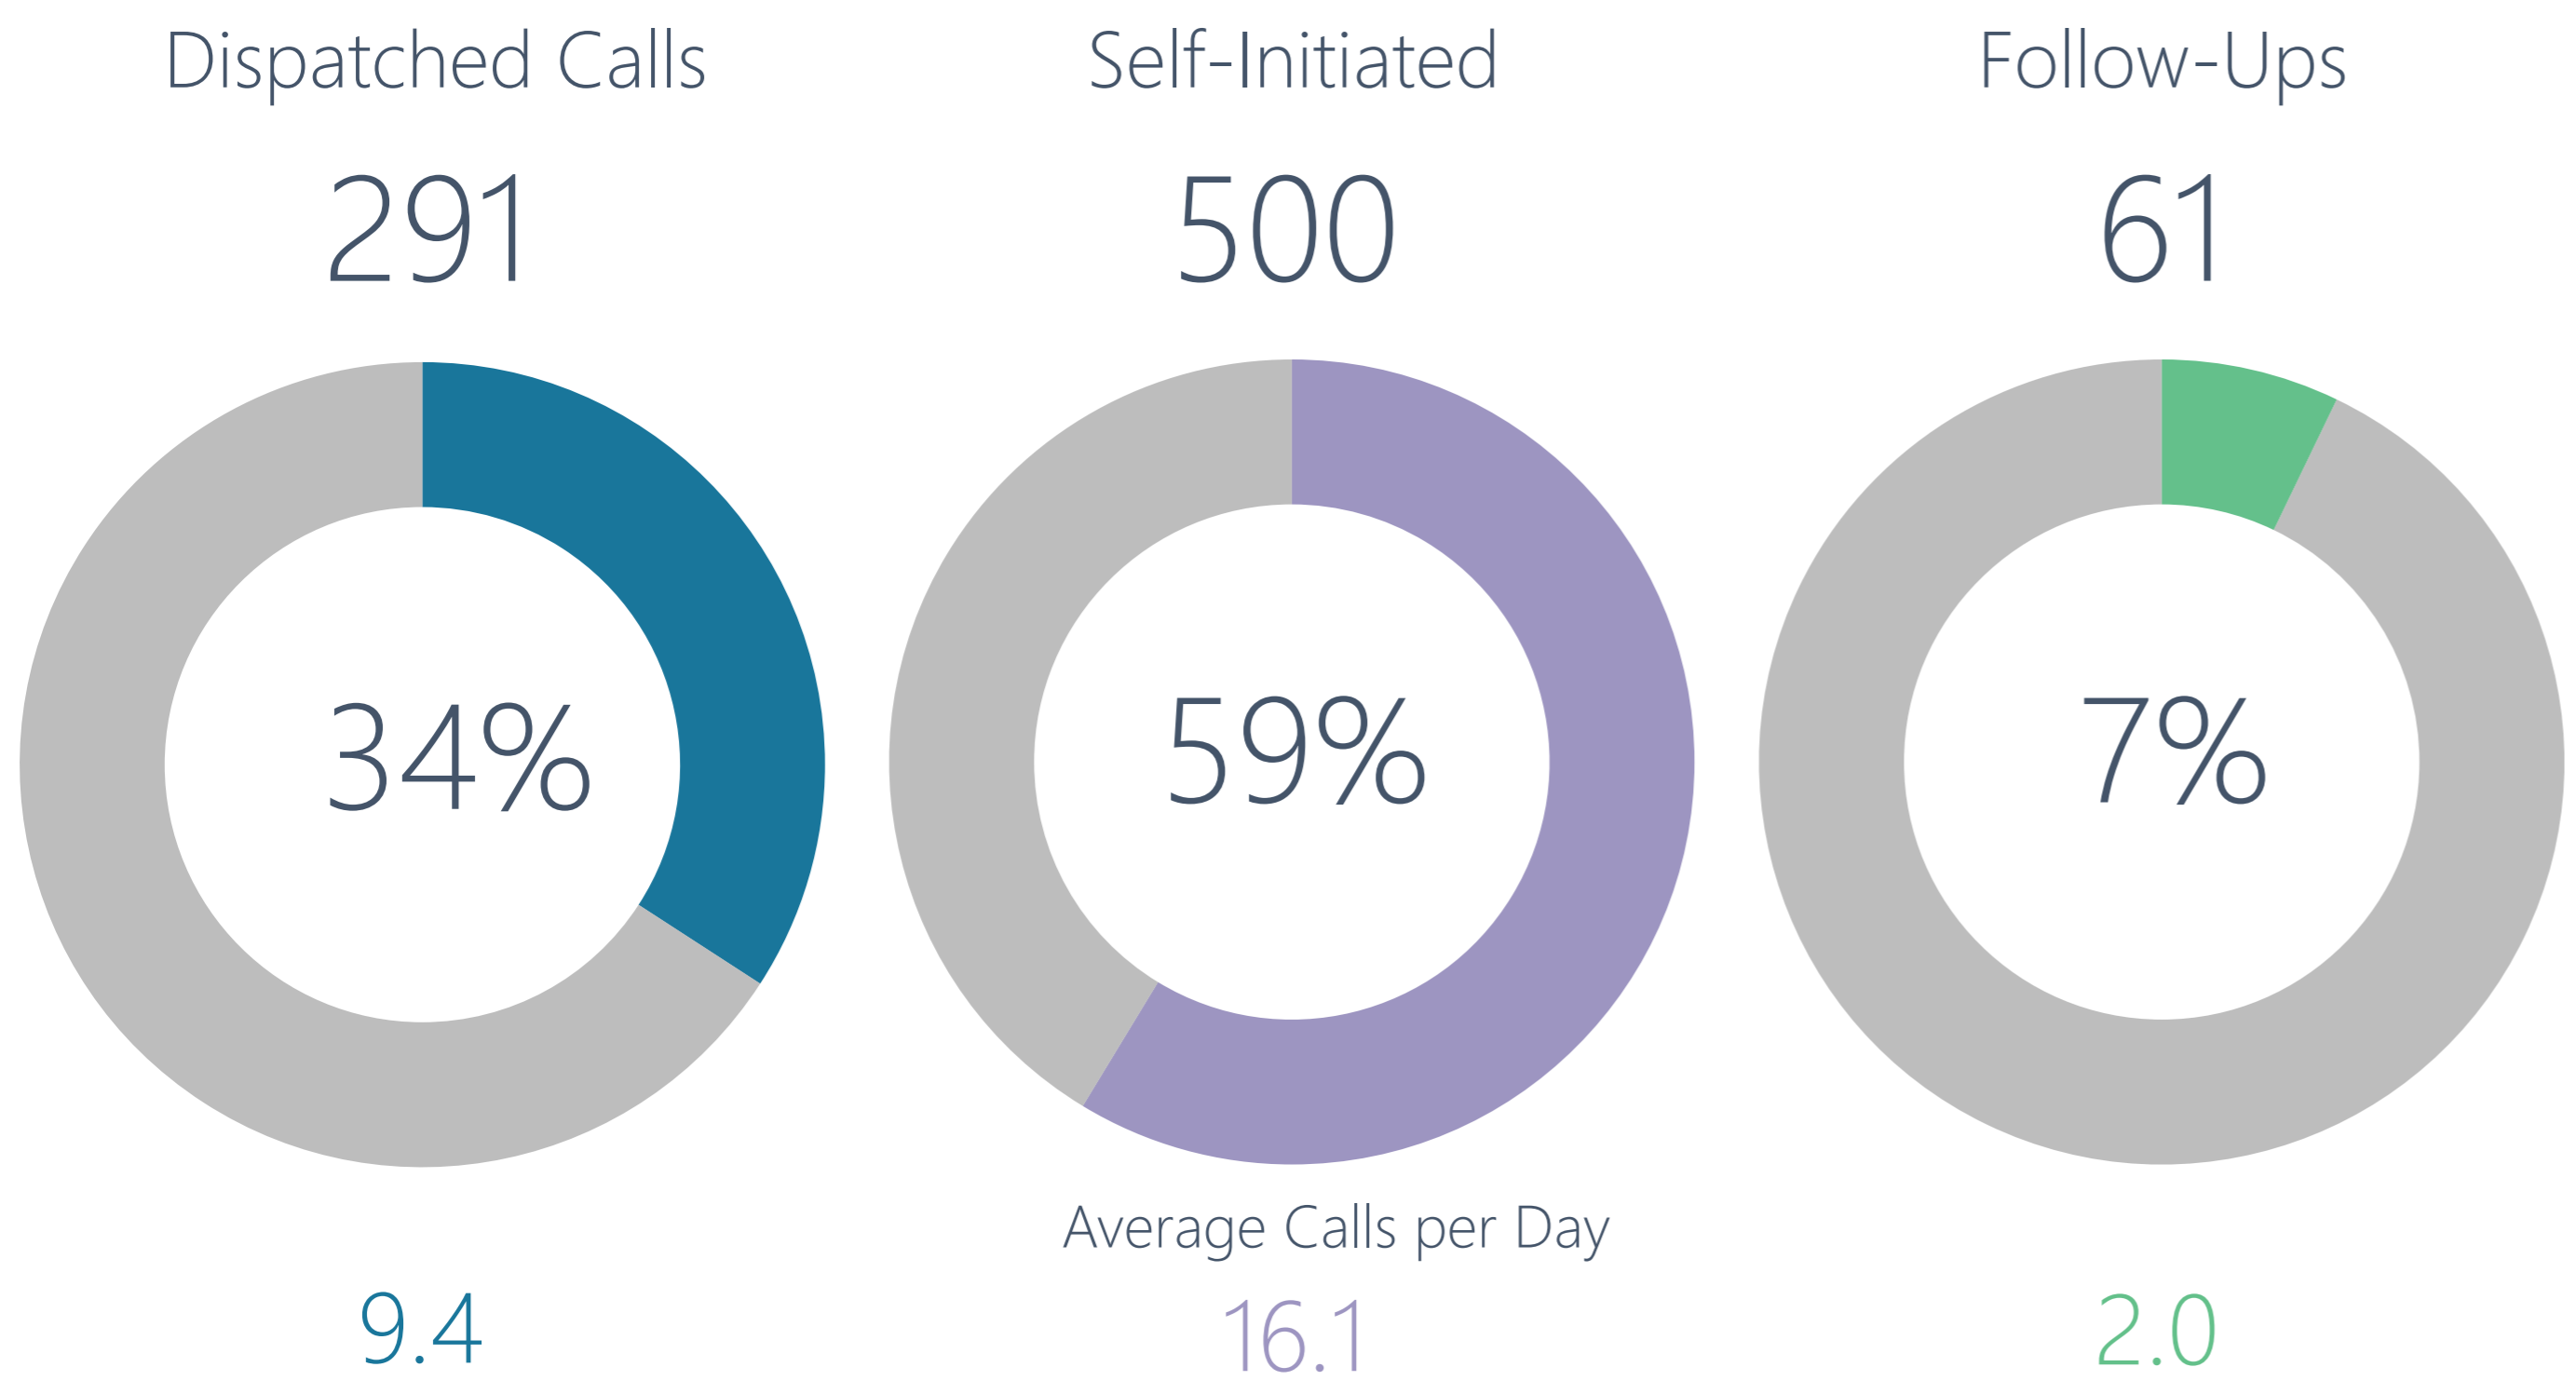 Dispatched Calls
291
34%
9.4
Self-Initiated
500
59%
Average Calls per Day
16.1
Follow-Ups
61
7%
2.0